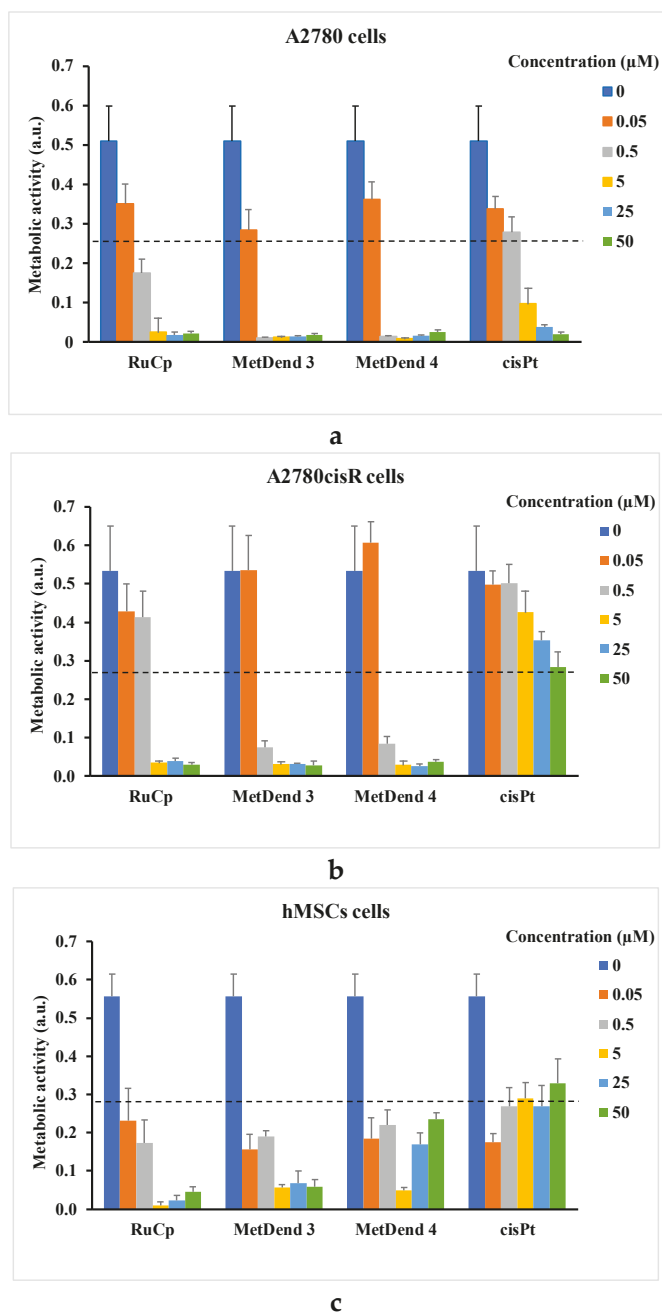 A2780 cells
Concentration (µM)
0.7
0.6
0.5
0.4
0.3
0.2
0.1
0
Metabolic activity (a.u.)
0
0.05
0.5
5
25
50
RuCp MetDend 3 MetDend 4 cisPt
a
A2780cisR cells
Concentration (µM)
0.7
0.6
0.5
0.4
0.3
0.2
0.1
0.0
Metabolic activity (a.u.)
0
0.05
0.5
5
25
50
RuCp MetDend 3 MetDend 4 cisPt
b
hMSCs cells
Concentration (µM)
0.7
0.6
0.5
0.4
0.3
0.2
0.1
0.0
Metabolic activity (a.u.)
0
0.05
0.5
5
25
50
RuCp MetDend 3 MetDend 4 cisPt
c